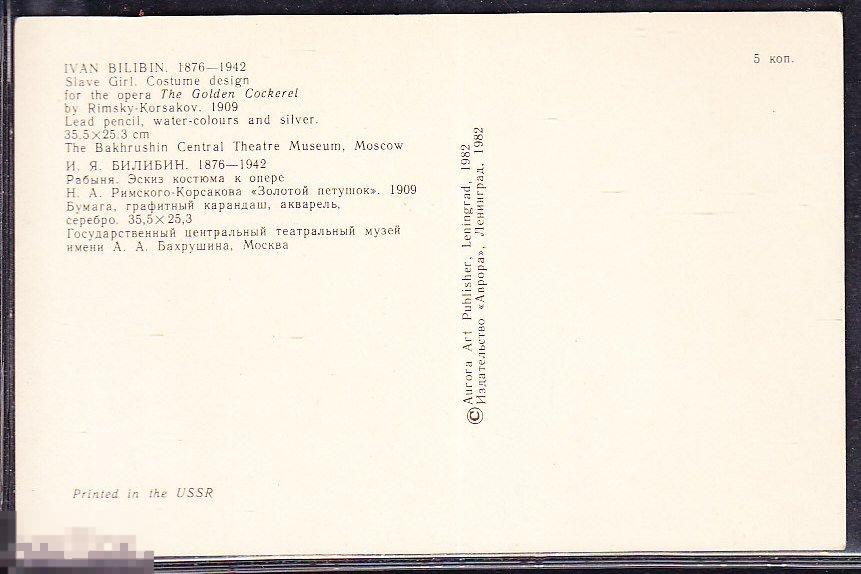 IVAN BILIBIN. 1876—1942
Slave Girl. Costume design
for the opera The Golden Cockerel
by Rimsky-Korsakov. 1909
Lead pencil, water-colours and silver.
35.5×25.3 cm
The Bakhrushin Central Theatre Museum, Moscow
И. Я. БИЛИБИН. 1876—1942
Рабыня. Эскиз костюма к опере
Н. А. Римского-Корсакова «Золотой петушок». 1909
Бумага, графитный карандаш, акварель,
серебро. 35,5×25,3
Государственный центральный театральный музей
имени А. А. Бахрушина, Москва
5 коп.
© Aurora Art Publisher, Leningrad, 1982
Издательство «Аврора», Ленинград, 1982
Printed in the USSR